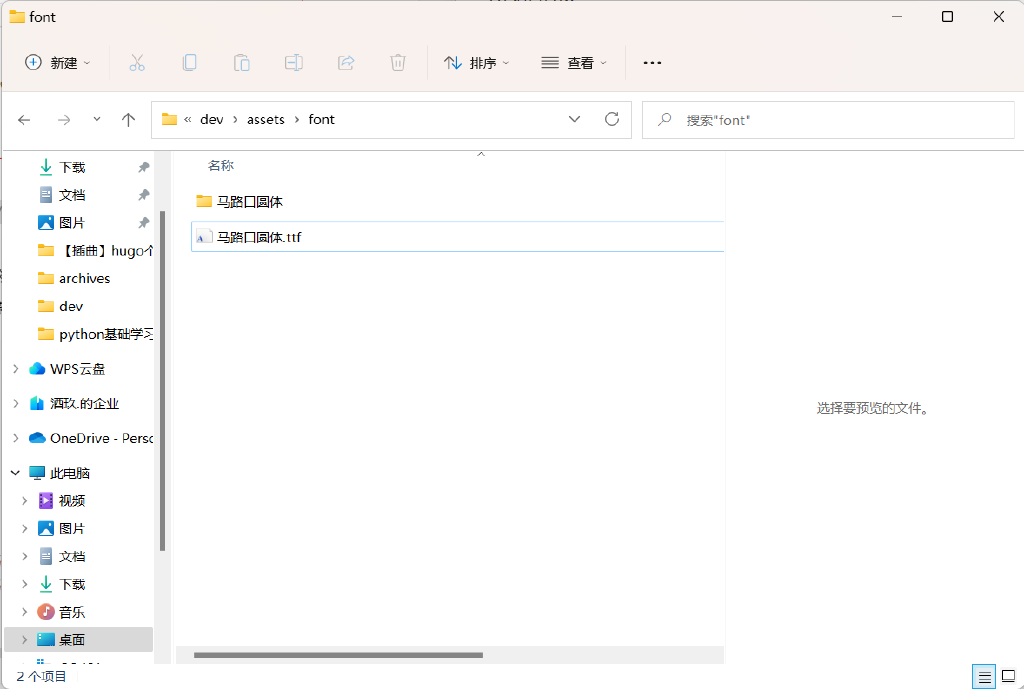 font
新建
排序
查看
« dev > assets > font
搜索"font"
名称
下载
文档
图片
【插曲】hugo个
archives
dev
python基础学习
WPS云盘
酒玖.的企业
OneDrive - Perso
此电脑
视频
图片
文档
下载
音乐
桌面
马路口圆体
马路口圆体.ttf
选择要预览的文件。
2 个项目